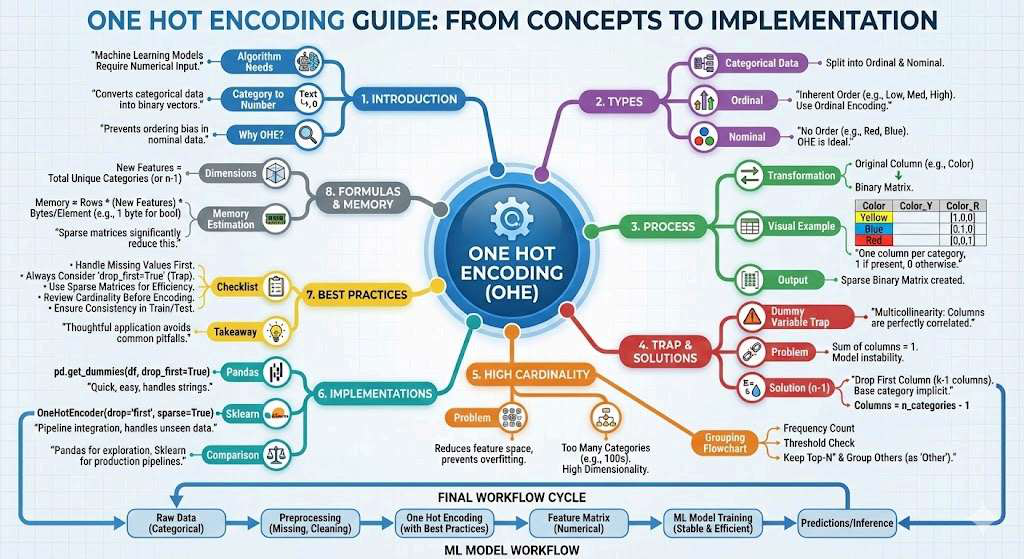 ONE HOT ENCODING GUIDE: FROM CONCEPTS TO IMPLEMENTATION
ONE HOT
ENCODING
(OHE)
1. INTRODUCTION
Algorithm
Needs
"Machine Learning Models
Require Numerical Input."
Category to
Number
Text
↳,0
"Converts categorical data
into binary vectors."
Why OHE?
"Prevents ordering bias in
nominal data."
2. TYPES
Categorical Data
Split into Ordinal & Nominal.
Ordinal
"Inherent Order (e.g., Low, Med, High).
Use Ordinal Encoding."
Nominal
"No Order (e.g., Red, Blue).
OHE is Ideal."
3. PROCESS
Transformation
Original Column (e.g., Color)
Binary Matrix.
Visual Example
Color Color_Y Color_R
Yellow [1,0,0]
Blue [0,1,0]
Red [0,0,1]
"One column per category,
1 if present, 0 otherwise."
Output
Sparse Binary Matrix created.
4. TRAP &
SOLUTIONS
Dummy
Variable Trap
"Multicollinearity: Columns
are perfectly correlated."
Problem
Sum of columns = 1.
Model instability.
Solution (n-1)
"Drop First Column (k-1 columns).
Base category implicit."
Columns = n_categories - 1
5. HIGH CARDINALITY
Problem
Reduces feature space,
prevents overfitting.
Too Many Categories
(e.g., 100s).
High Dimensionality.
Grouping
Flowchart
Frequency Count
Threshold Check
Keep Top-N" & Group Others (as 'Other')."
6. IMPLEMENTATIONS
Pandas
pd.get_dummies(df, drop_first=True)
"Quick, easy, handles strings."
Sklearn
OneHotEncoder(drop='first', sparse=True)
"Pipeline integration, handles unseen data."
Comparison
"Pandas for exploration, Sklearn
for production pipelines."
7. BEST PRACTICES
Checklist
• Handle Missing Values First.
• Always Consider 'drop_first=True' (Trap).
• Use Sparse Matrices for Efficiency.
• Review Cardinality Before Encoding.
• Ensure Consistency in Train/Test.
Takeaway
"Thoughtful application avoids
common pitfalls."
8. FORMULAS
& MEMORY
Dimensions
New Features =
Total Unique Categories (or n-1)
Memory
Estimation
Memory = Rows * (New Features) *
Bytes/Element (e.g., 1 byte for bool)
"Sparse matrices significantly
reduce this."
FINAL WORKFLOW CYCLE
Raw Data
(Categorical)
Preprocessing
(Missing, Cleaning)
One Hot Encoding
(with Best Practices)
Feature Matrix
(Numerical)
ML Model Training
(Stable & Efficient)
Predictions/Inference
ML MODEL WORKFLOW